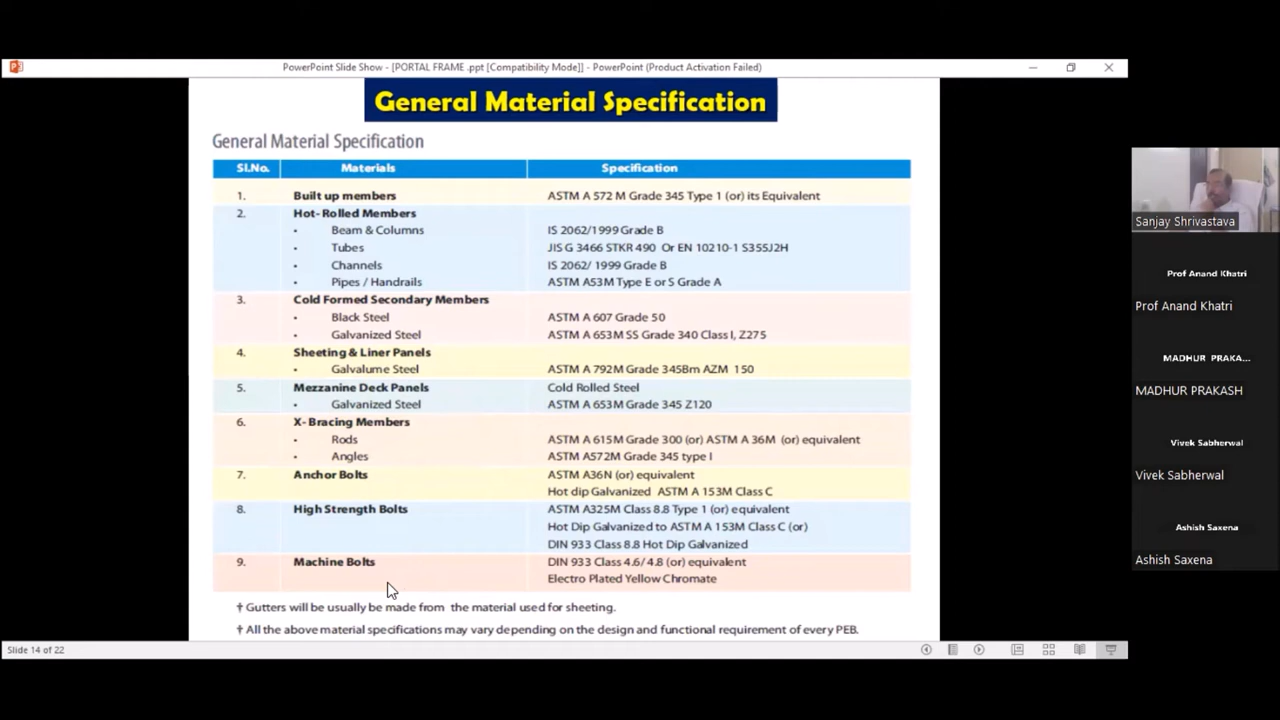 PowerPoint Slide Show - [PORTAL FRAME .ppt [Compatibility Mode]] - PowerPoint (Product Activation Failed)
General Material Specification
General Material Specification
Sl.No. Materials Specification
1. Built up members ASTM A 572 M Grade 345 Type 1 (or) its Equivalent
2. Hot- Rolled Members
• Beam & Columns IS 2062/1999 Grade B
• Tubes JIS G 3466 STKR 490 Or EN 10210-1 S355J2H
• Channels IS 2062/ 1999 Grade B
• Pipes / Handrails ASTM A53M Type E or S Grade A
3. Cold Formed Secondary Members
• Black Steel ASTM A 607 Grade 50
• Galvanized Steel ASTM A 653M SS Grade 340 Class I, Z275
4. Sheeting & Liner Panels
• Galvalume Steel ASTM A 792M Grade 345Bm AZM 150
5. Mezzanine Deck Panels Cold Rolled Steel
• Galvanized Steel ASTM A 653M Grade 345 Z120
6. X- Bracing Members
• Rods ASTM A 615M Grade 300 (or) ASTM A 36M (or) equivalent
• Angles ASTM A572M Grade 345 type I
7. Anchor Bolts ASTM A36N (or) equivalent
Hot dip Galvanized ASTM A 153M Class C
8. High Strength Bolts ASTM A325M Class 8.8 Type 1 (or) equivalent
Hot Dip Galvanized to ASTM A 153M Class C (or)
DIN 933 Class 8.8 Hot Dip Galvanized
9. Machine Bolts DIN 933 Class 4.6/ 4.8 (or) equivalent
Electro Plated Yellow Chromate
† Gutters will be usually be made from the material used for sheeting.
† All the above material specifications may vary depending on the design and functional requirement of every PEB.
Slide 14 of 22
Sanjay Shrivastava
Prof Anand Khatri
Prof Anand Khatri
MADHUR PRAKA...
MADHUR PRAKASH
Vivek Sabherwal
Vivek Sabherwal
Ashish Saxena
Ashish Saxena